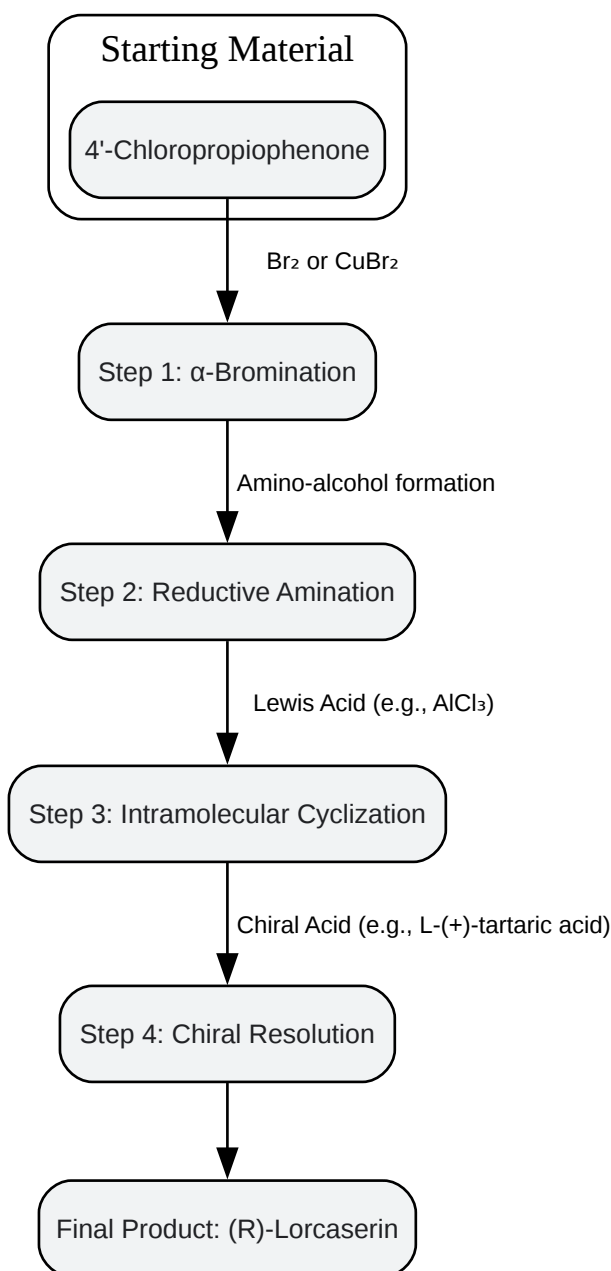 Starting Material
4'-Chloropropiophenone
Br₂ or CuBr₂
Step 1: α-Bromination
Amino-alcohol formation
Step 2: Reductive Amination
Lewis Acid (e.g., AlCl₃)
Step 3: Intramolecular Cyclization
Chiral Acid (e.g., L-(+)-tartaric acid)
Step 4: Chiral Resolution
Final Product: (R)-Lorcaserin